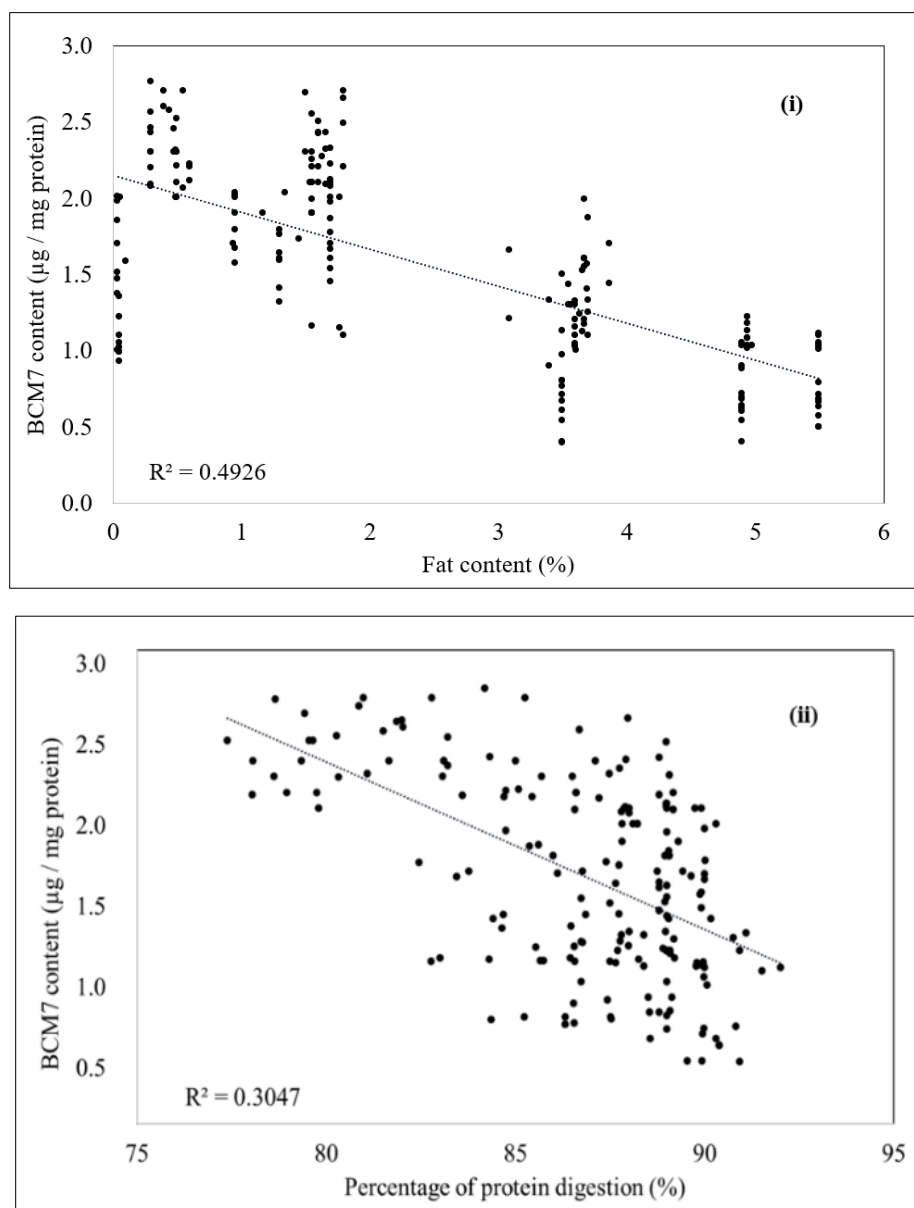 3.0
(i)
2.5
2.0
1.5
1.0
0.5
0.0
BCM7 content (µg / mg protein)
R² = 0.4926
0 1 2 3 4 5 6
Fat content (%)
3.0
(ii)
2.5
2.0
1.5
1.0
0.5
BCM7 content (µg / mg protein)
R² = 0.3047
75 80 85 90 95
Percentage of protein digestion (%)